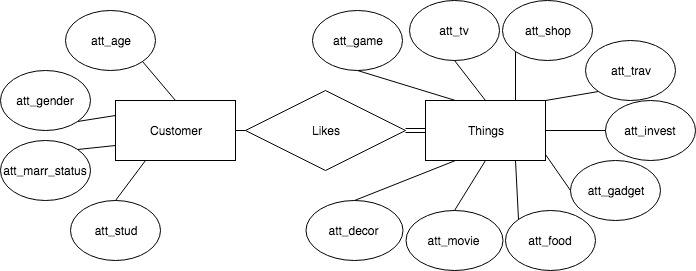 att_age
att_game
att_tv
att_shop
att_trav
att_gender
Customer
Likes
Things
att_invest
att_marr_status
att_gadget
att_stud
att_decor
att_movie
att_food